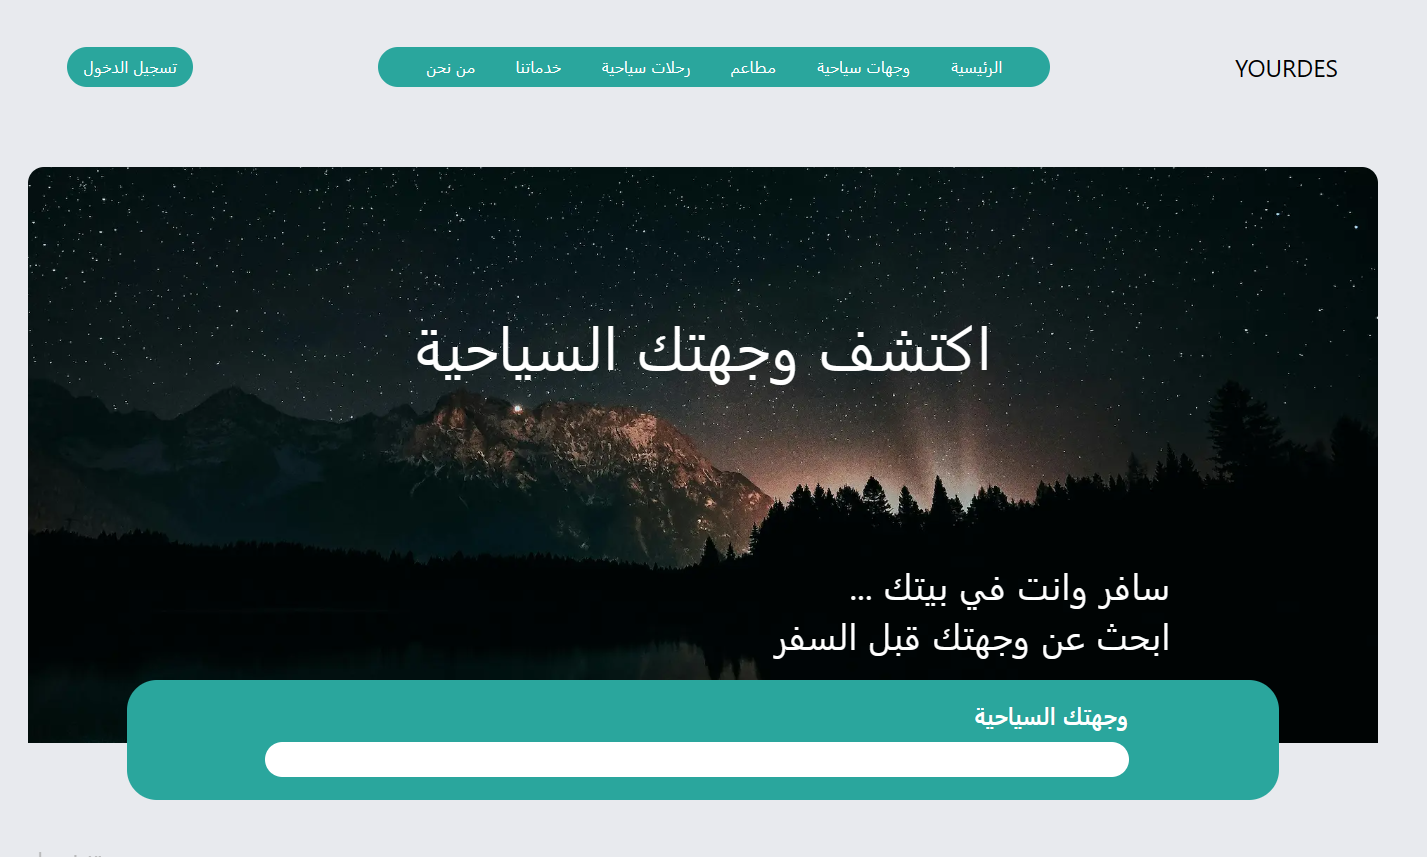 YOURDES
الرئيسية وجهات سياحية مطاعم رحلات سياحية خدماتنا من نحن
تسجيل الدخول
اكتشف وجهتك السياحية
سافر وانت في بيتك ...
ابحث عن وجهتك قبل السفر
وجهتك السياحية